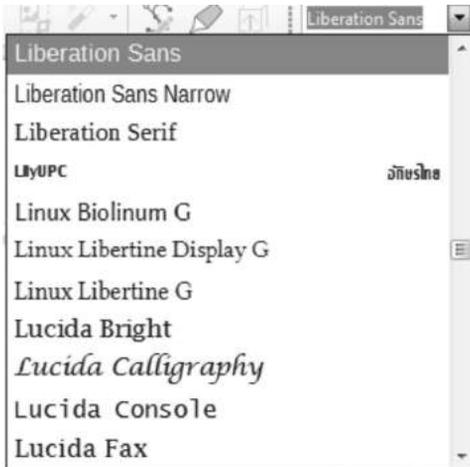 Liberation Sans
Liberation Sans
Liberation Sans Narrow
Liberation Serif
LilyUPC อักษรไทย
Linux Biolinum G
Linux Libertine Display G
Linux Libertine G
Lucida Bright
Lucida Calligraphy
Lucida Console
Lucida Fax